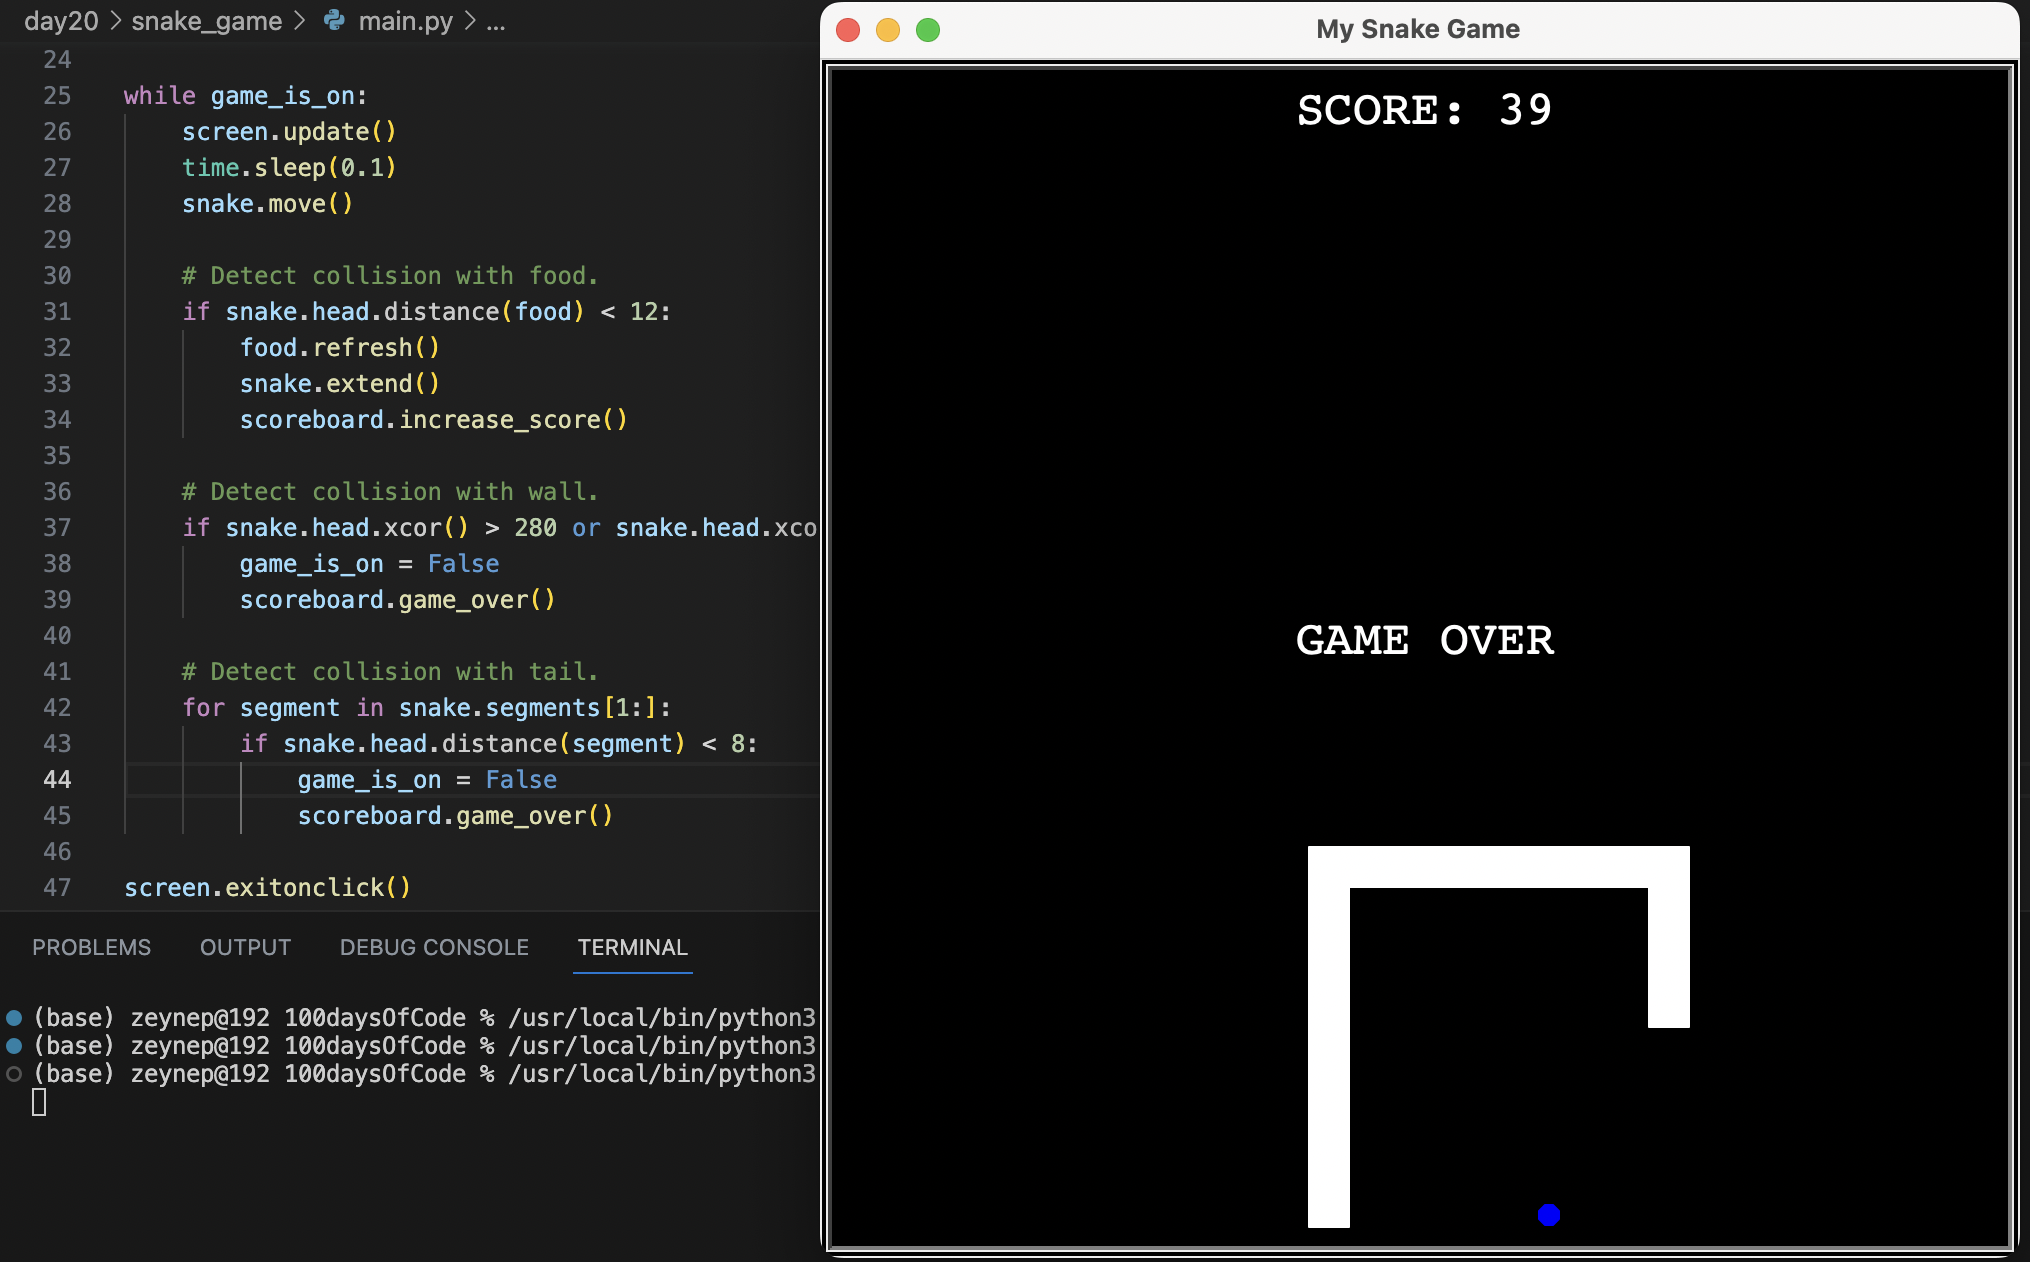 day20 > snake_game > main.py > ...
24
25 while game_is_on:
26 screen.update()
27 time.sleep(0.1)
28 snake.move()
29
30 # Detect collision with food.
31 if snake.head.distance(food) < 12:
32 food.refresh()
33 snake.extend()
34 scoreboard.increase_score()
35
36 # Detect collision with wall.
37 if snake.head.xcor() > 280 or snake.head.xco
38 game_is_on = False
39 scoreboard.game_over()
40
41 # Detect collision with tail.
42 for segment in snake.segments[1:]:
43 if snake.head.distance(segment) < 8:
44 game_is_on = False
45 scoreboard.game_over()
46
47 screen.exitonclick()
PROBLEMS OUTPUT DEBUG CONSOLE TERMINAL
(base) zeynep@192 100daysOfCode % /usr/local/bin/python3
(base) zeynep@192 100daysOfCode % /usr/local/bin/python3
(base) zeynep@192 100daysOfCode % /usr/local/bin/python3
My Snake Game
SCORE: 39
GAME OVER